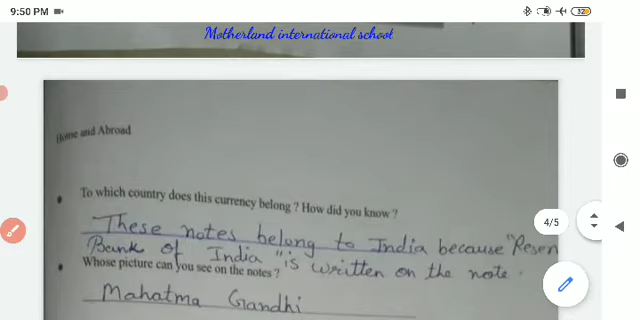 9:50 PM
32
Motherland international school
Home and Abroad
To which country does this currency belong ? How did you know ?
These notes belong to India because "Reser
Bank of India" is written on the note.
Whose picture can you see on the notes ?
Mahatma Gandhi
4/5